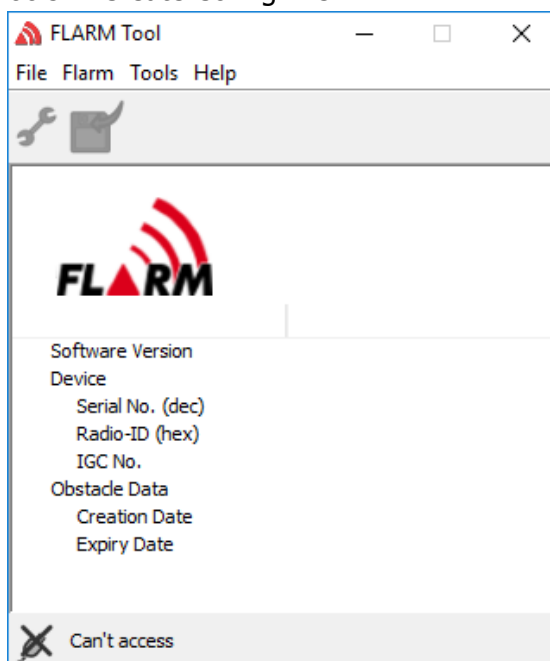 FLARM Tool
File Flarm Tools Help
FLARM
Software Version
Device
Serial No. (dec)
Radio-ID (hex)
IGC No.
Obstacle Data
Creation Date
Expiry Date
Can't access